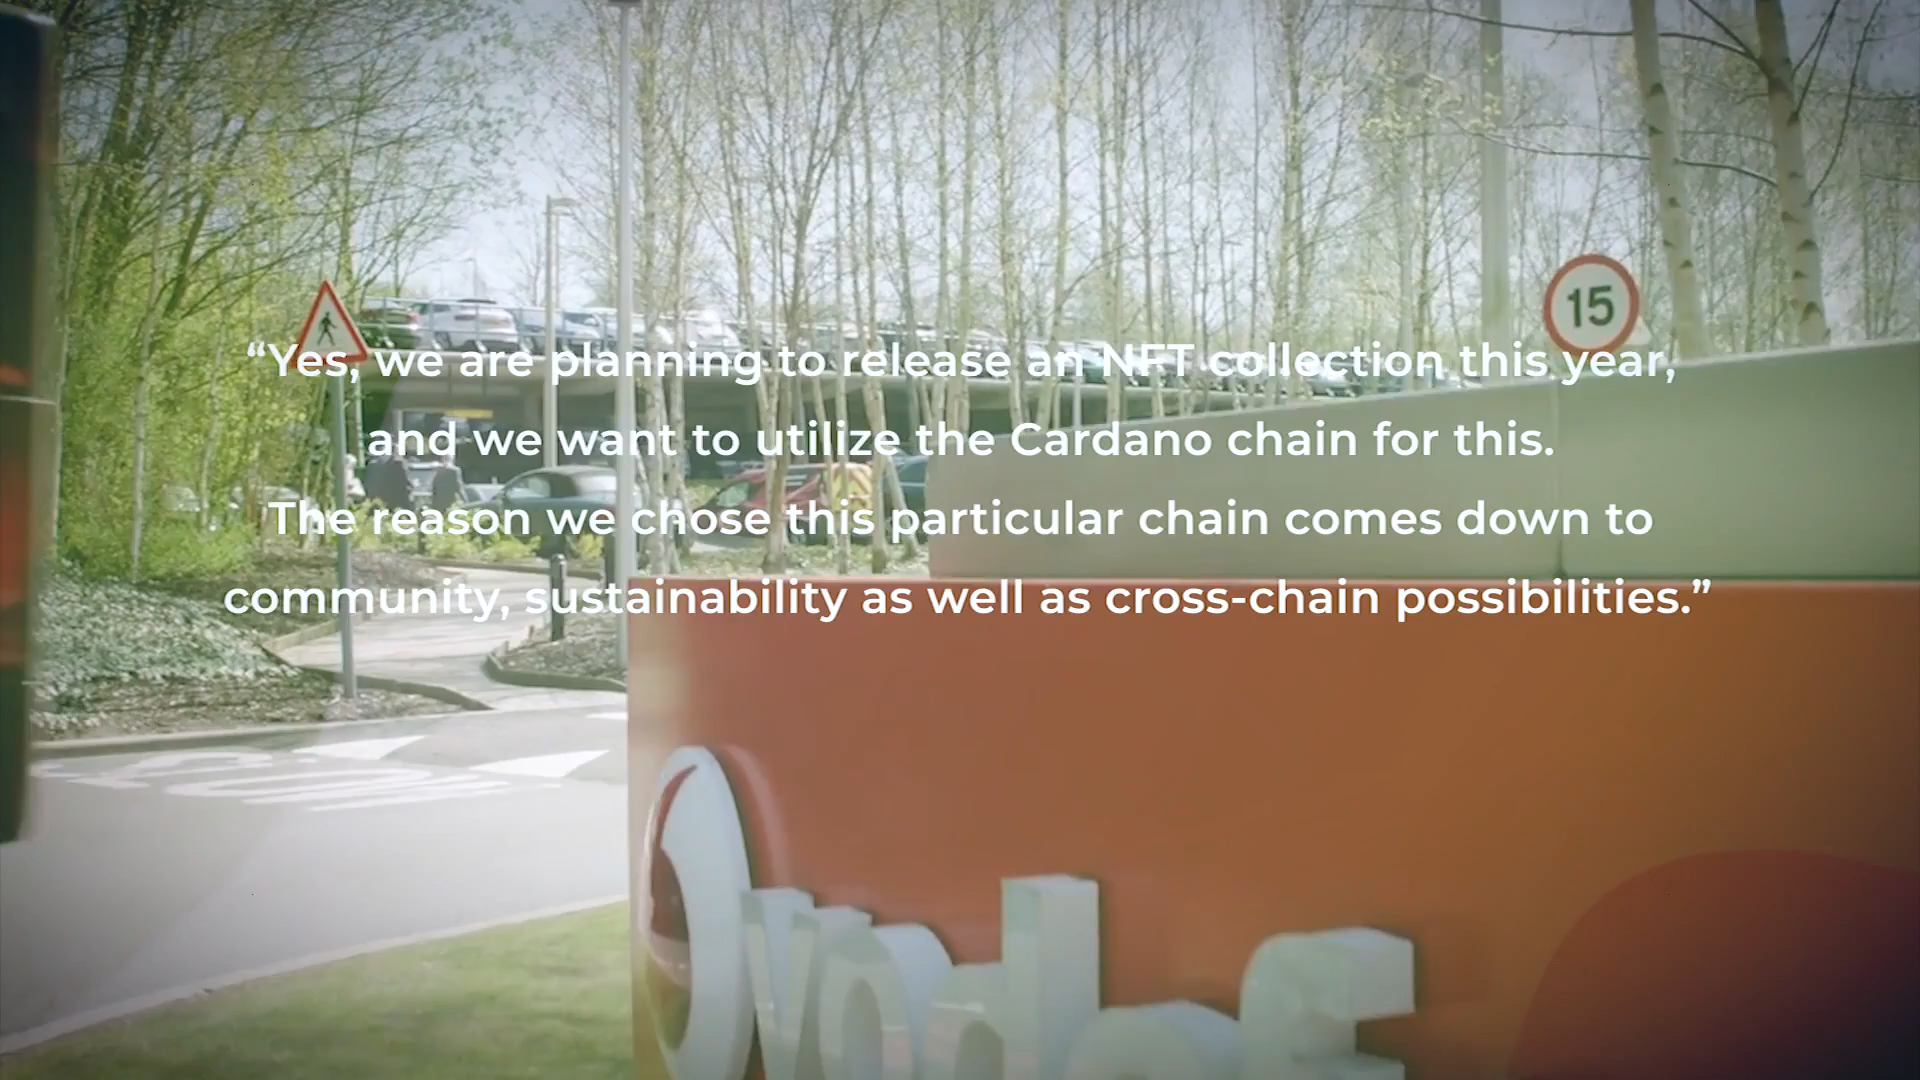 15
“Yes, we are planning to release an NFT collection this year,
and we want to utilize the Cardano chain for this.
The reason we chose this particular chain comes down to
community, sustainability as well as cross-chain possibilities.”
vodaf